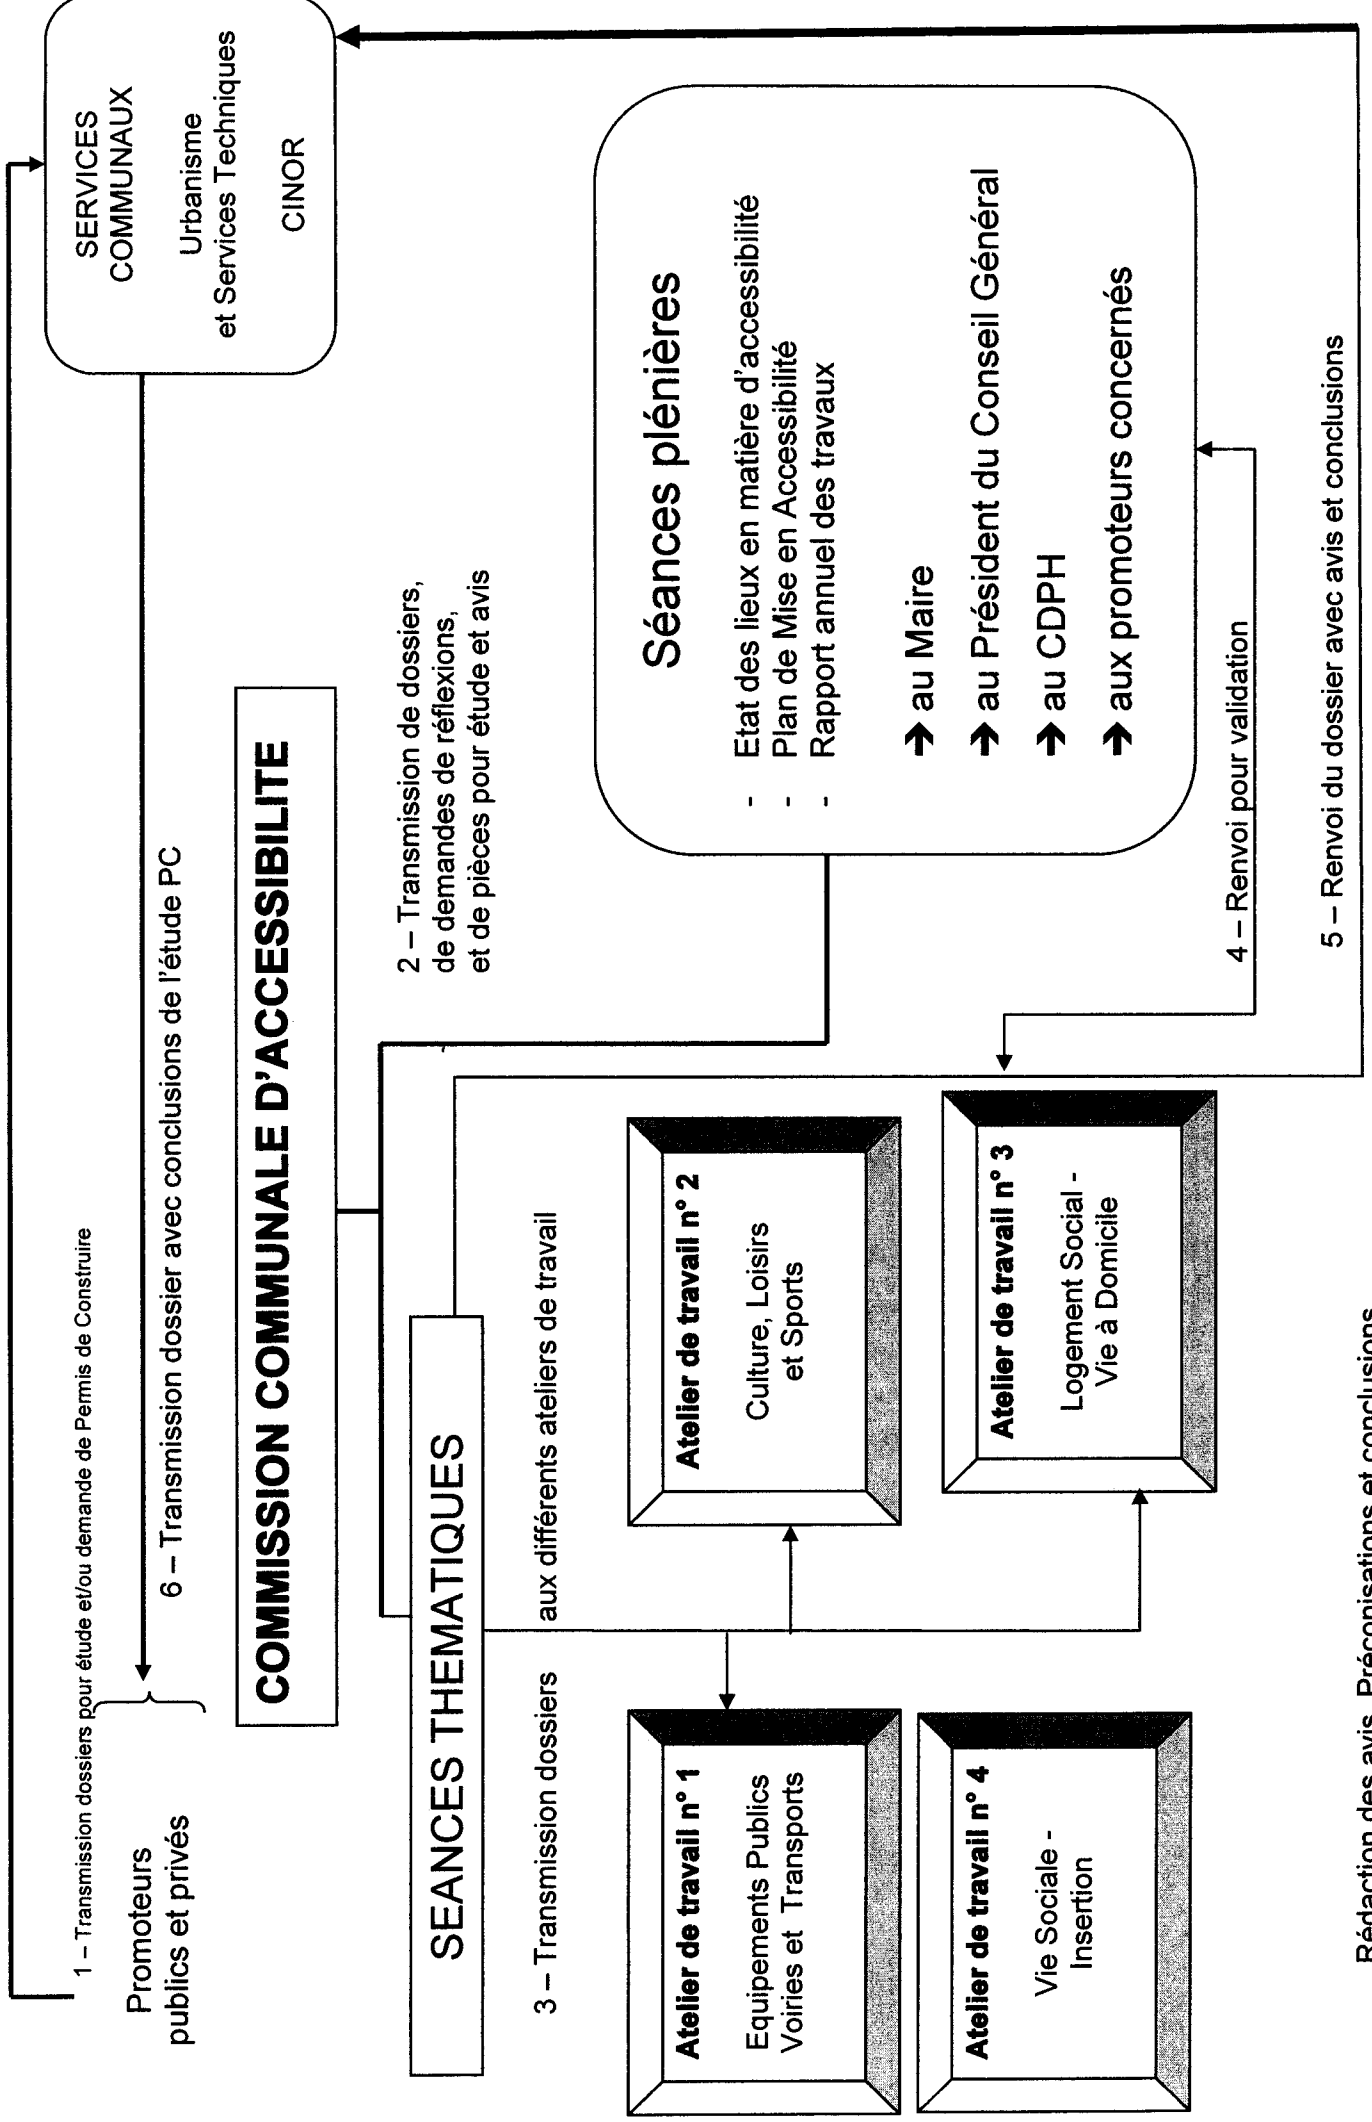 1 – Transmission dossiers pour étude et/ou demande de Permis de Construire
Promoteurs
publics et privés
SERVICES
COMMUNAUX
Urbanisme
et Services Techniques
CINOR
6 – Transmission dossier avec conclusions de l'étude PC
COMMISSION COMMUNALE D'ACCESSIBILITE
2 – Transmission de dossiers,
de demandes de réflexions,
et de pièces pour étude et avis
SEANCES THEMATIQUES
3 – Transmission dossiers aux différents ateliers de travail
Atelier de travail n° 1
Equipements Publics
Voiries et Transports
Atelier de travail n° 2
Culture, Loisirs
et Sports
Atelier de travail n° 4
Vie Sociale -
Insertion
Atelier de travail n° 3
Logement Social -
Vie à Domicile
Séances plénières
- Etat des lieux en matière d'accessibilité
- Plan de Mise en Accessibilité
- Rapport annuel des travaux
➔ au Maire
➔ au Président du Conseil Général
➔ au CDPH
➔ aux promoteurs concernés
4 – Renvoi pour validation
5 – Renvoi du dossier avec avis et conclusions
Rédaction des avis, Préconisations et conclusions